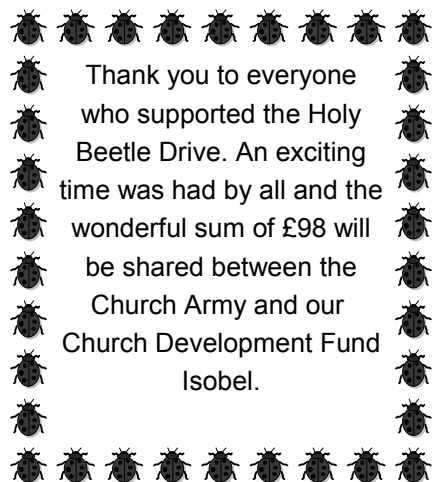 Thank you to everyone
who supported the Holy
Beetle Drive. An exciting
time was had by all and the
wonderful sum of £98 will
be shared between the
Church Army and our
Church Development Fund
Isobel.